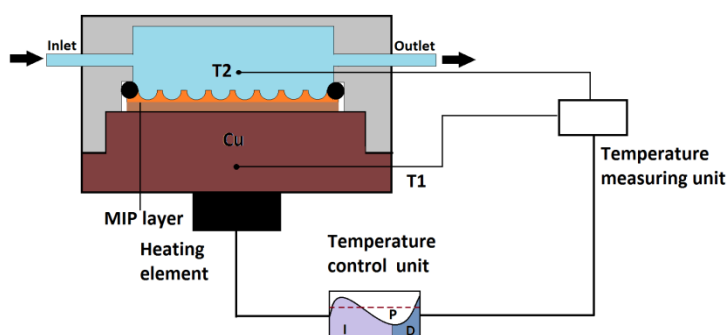 Inlet
Outlet
T2
Cu
T1
Temperature
measuring unit
MIP layer
Heating
element
Temperature
control unit
P
I
D